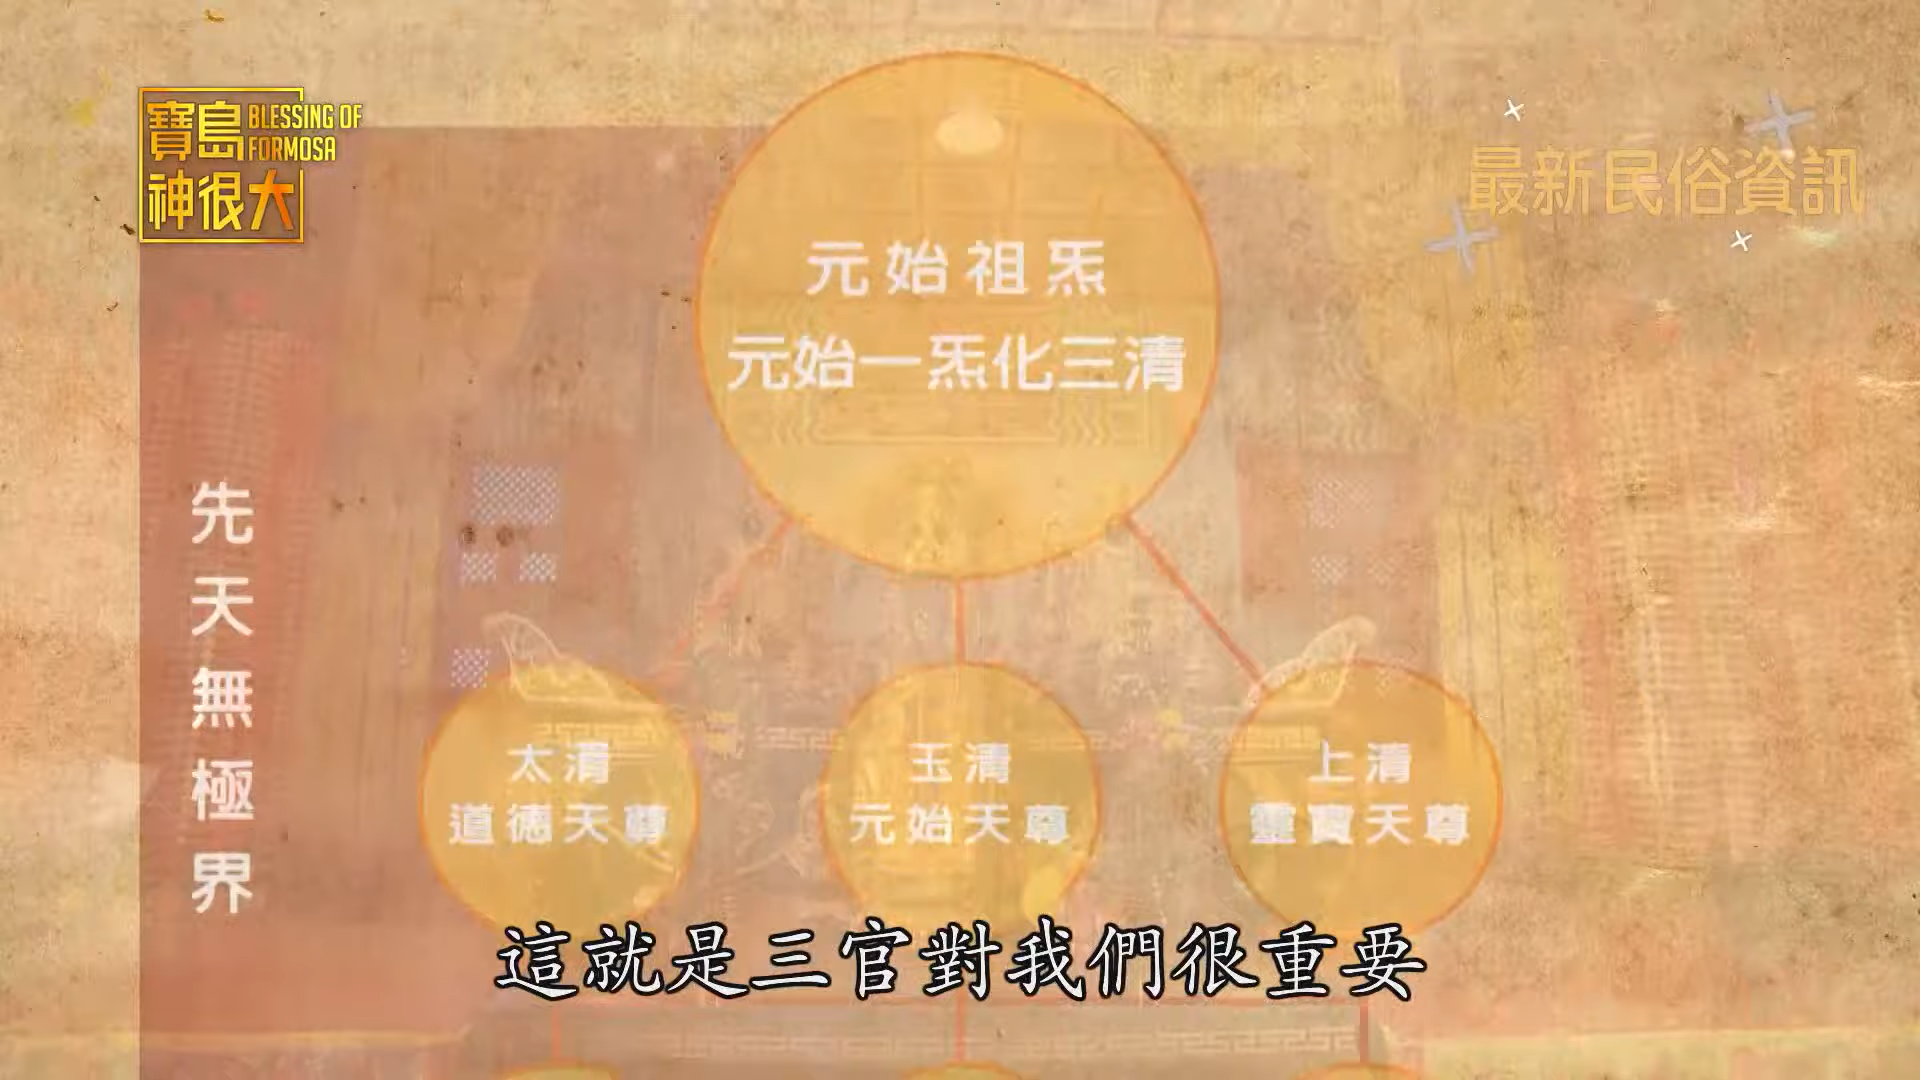 寶島
BLESSING OF
FORMOSA
神很大
最新民俗資訊
元始祖炁
元始一炁化三清
先天無極界
太清
道德天尊
玉清
元始天尊
上清
靈寶天尊
這就是三官對我們很重要